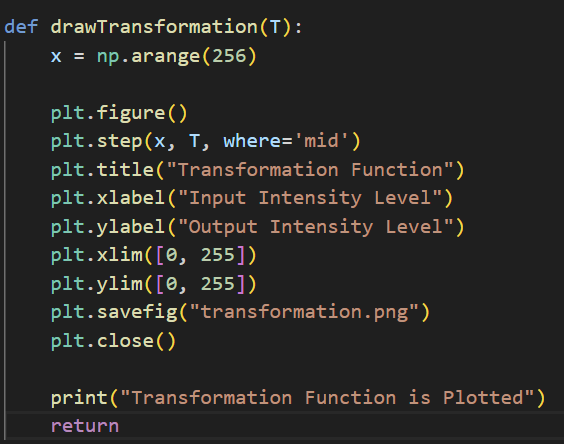 def drawTransformation(T):
    x = np.arange(256)

    plt.figure()
    plt.step(x, T, where='mid')
    plt.title("Transformation Function")
    plt.xlabel("Input Intensity Level")
    plt.ylabel("Output Intensity Level")
    plt.xlim([0, 255])
    plt.ylim([0, 255])
    plt.savefig("transformation.png")
    plt.close()

    print("Transformation Function is Plotted")
    return